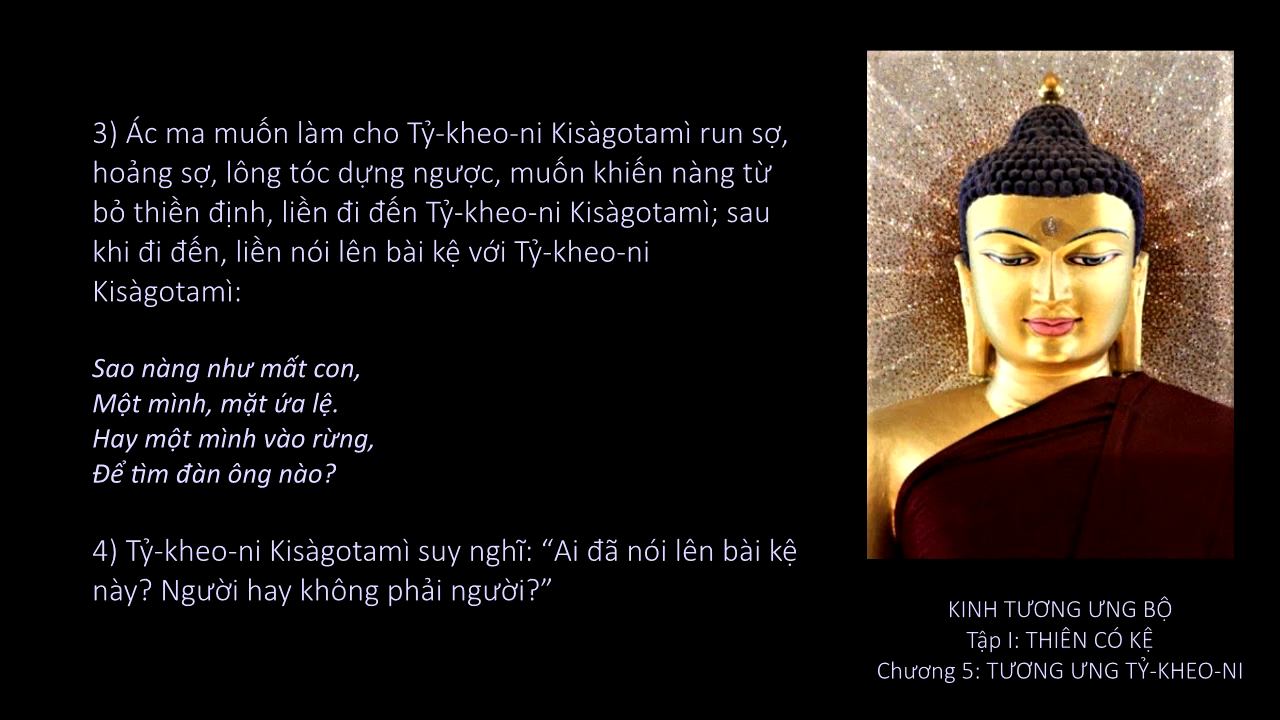 3) Ác ma muốn làm cho Tỷ-kheo-ni Kisàgotamì run sợ,
hoảng sợ, lông tóc dựng ngược, muốn khiến nàng từ
bỏ thiền định, liền đi đến Tỷ-kheo-ni Kisàgotamì; sau
khi đi đến, liền nói lên bài kệ với Tỷ-kheo-ni
Kisàgotamì:
Sao nàng như mất con,
Một mình, mặt ứa lệ.
Hay một mình vào rừng,
Để tìm đàn ông nào?
4) Tỷ-kheo-ni Kisàgotamì suy nghĩ: “Ai đã nói lên bài kệ
này? Người hay không phải người?”
KINH TƯƠNG ƯNG BỘ
Tập I: THIÊN CÓ KỆ
Chương 5: TƯƠNG ƯNG TỶ-KHEO-NI